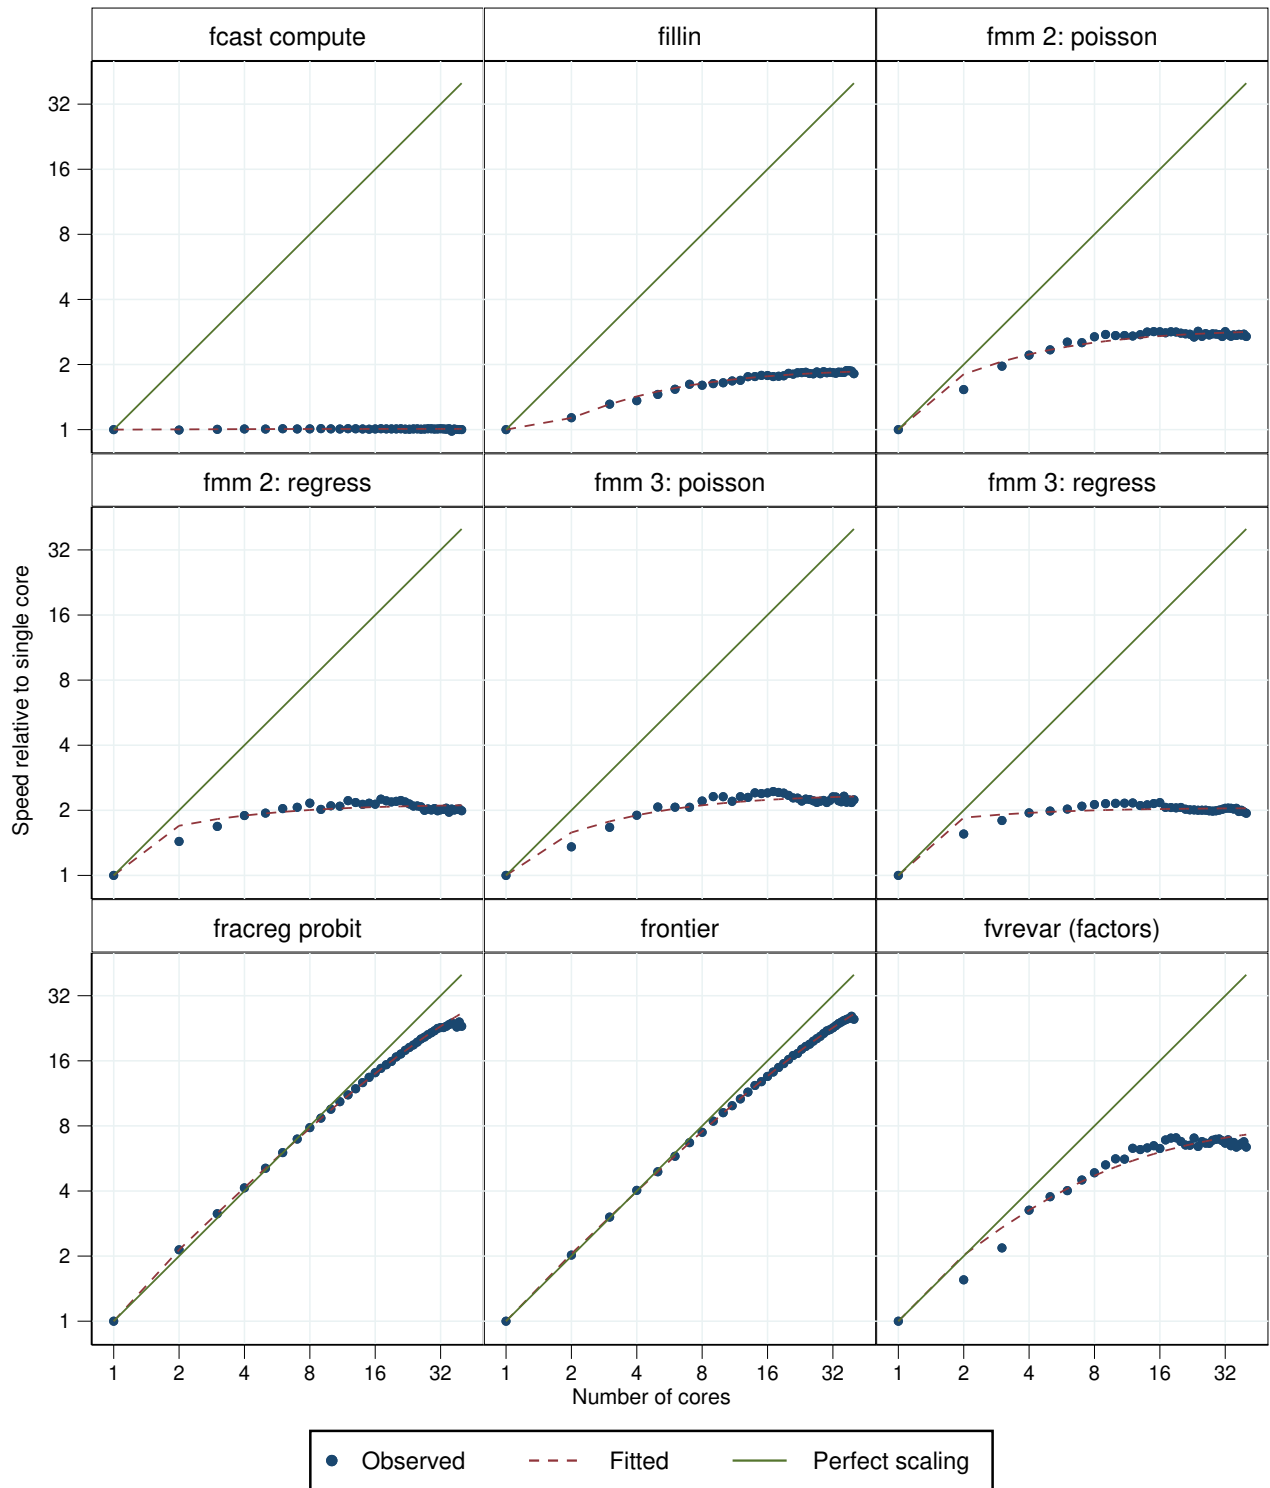 fcast compute
fillin
fmm 2: poisson
32
16
8
4
2
1
fmm 2: regress
fmm 3: poisson
fmm 3: regress
32
16
8
4
2
1
fracreg probit
frontier
fvrevar (factors)
32
16
8
4
2
1
Speed relative to single core
1 2 4 8 16 32
1 2 4 8 16 32
1 2 4 8 16 32
Number of cores
Observed
Fitted
Perfect scaling